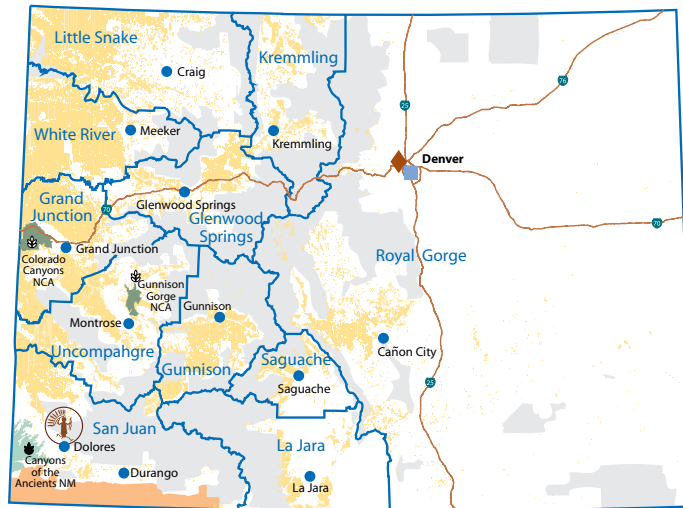 Little Snake
Craig
Kremmling
Kremmling
76
25
White River
Meeker
Denver
Grand
Junction
70
Glenwood Springs
Glenwood
Springs
70
Colorado
Canyons
NCA
Grand Junction
Royal Gorge
Gunnison
Gorge
NCA
Gunnison
Montrose
Cañon City
Uncompahgre
Gunnison
Saguache
Saguache
25
San Juan
Dolores
La Jara
Canyons
of the
Ancients NM
Durango
La Jara